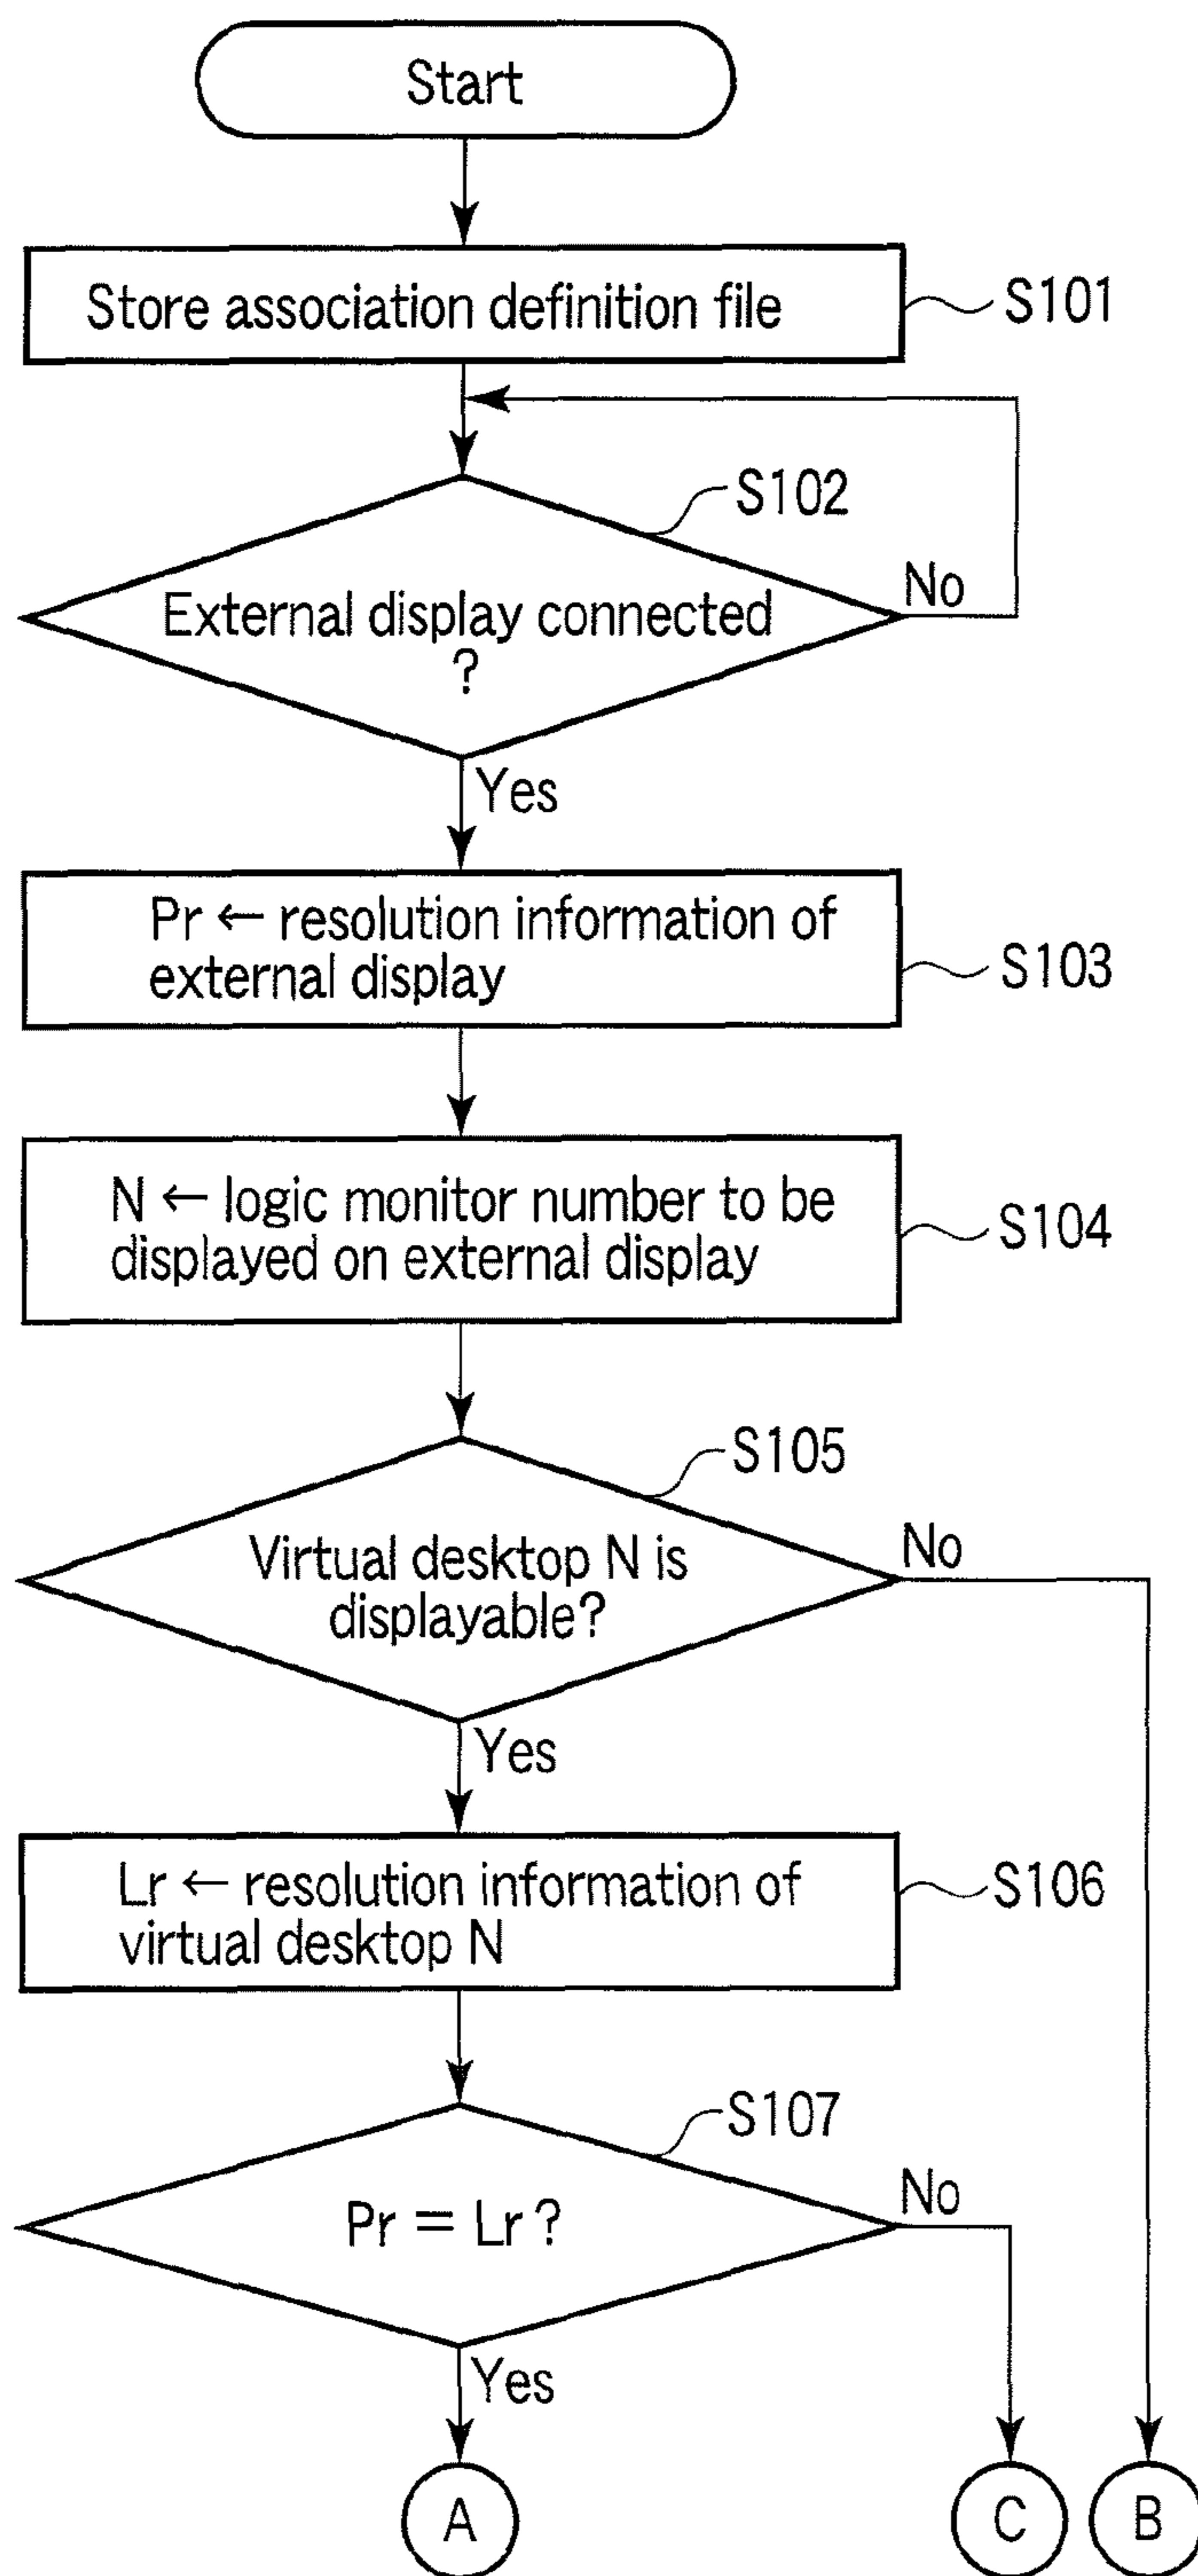 Start
Store association definition file
S101
S102
External display connected
?
No
Yes
Pr ← resolution information of
external display
S103
N ← logic monitor number to be
displayed on external display
S104
S105
Virtual desktop N is
displayable?
No
Yes
Lr ← resolution information of
virtual desktop N
S106
S107
Pr = Lr ?
No
Yes
A
C
B